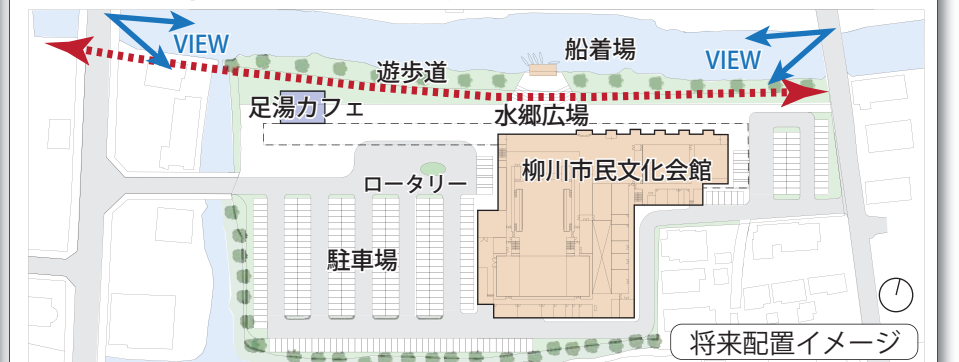 VIEW
船着場
VIEW
遊歩道
足湯カフェ
水郷広場
柳川市民文化会館
ロータリー
駐車場
将来配置イメージ